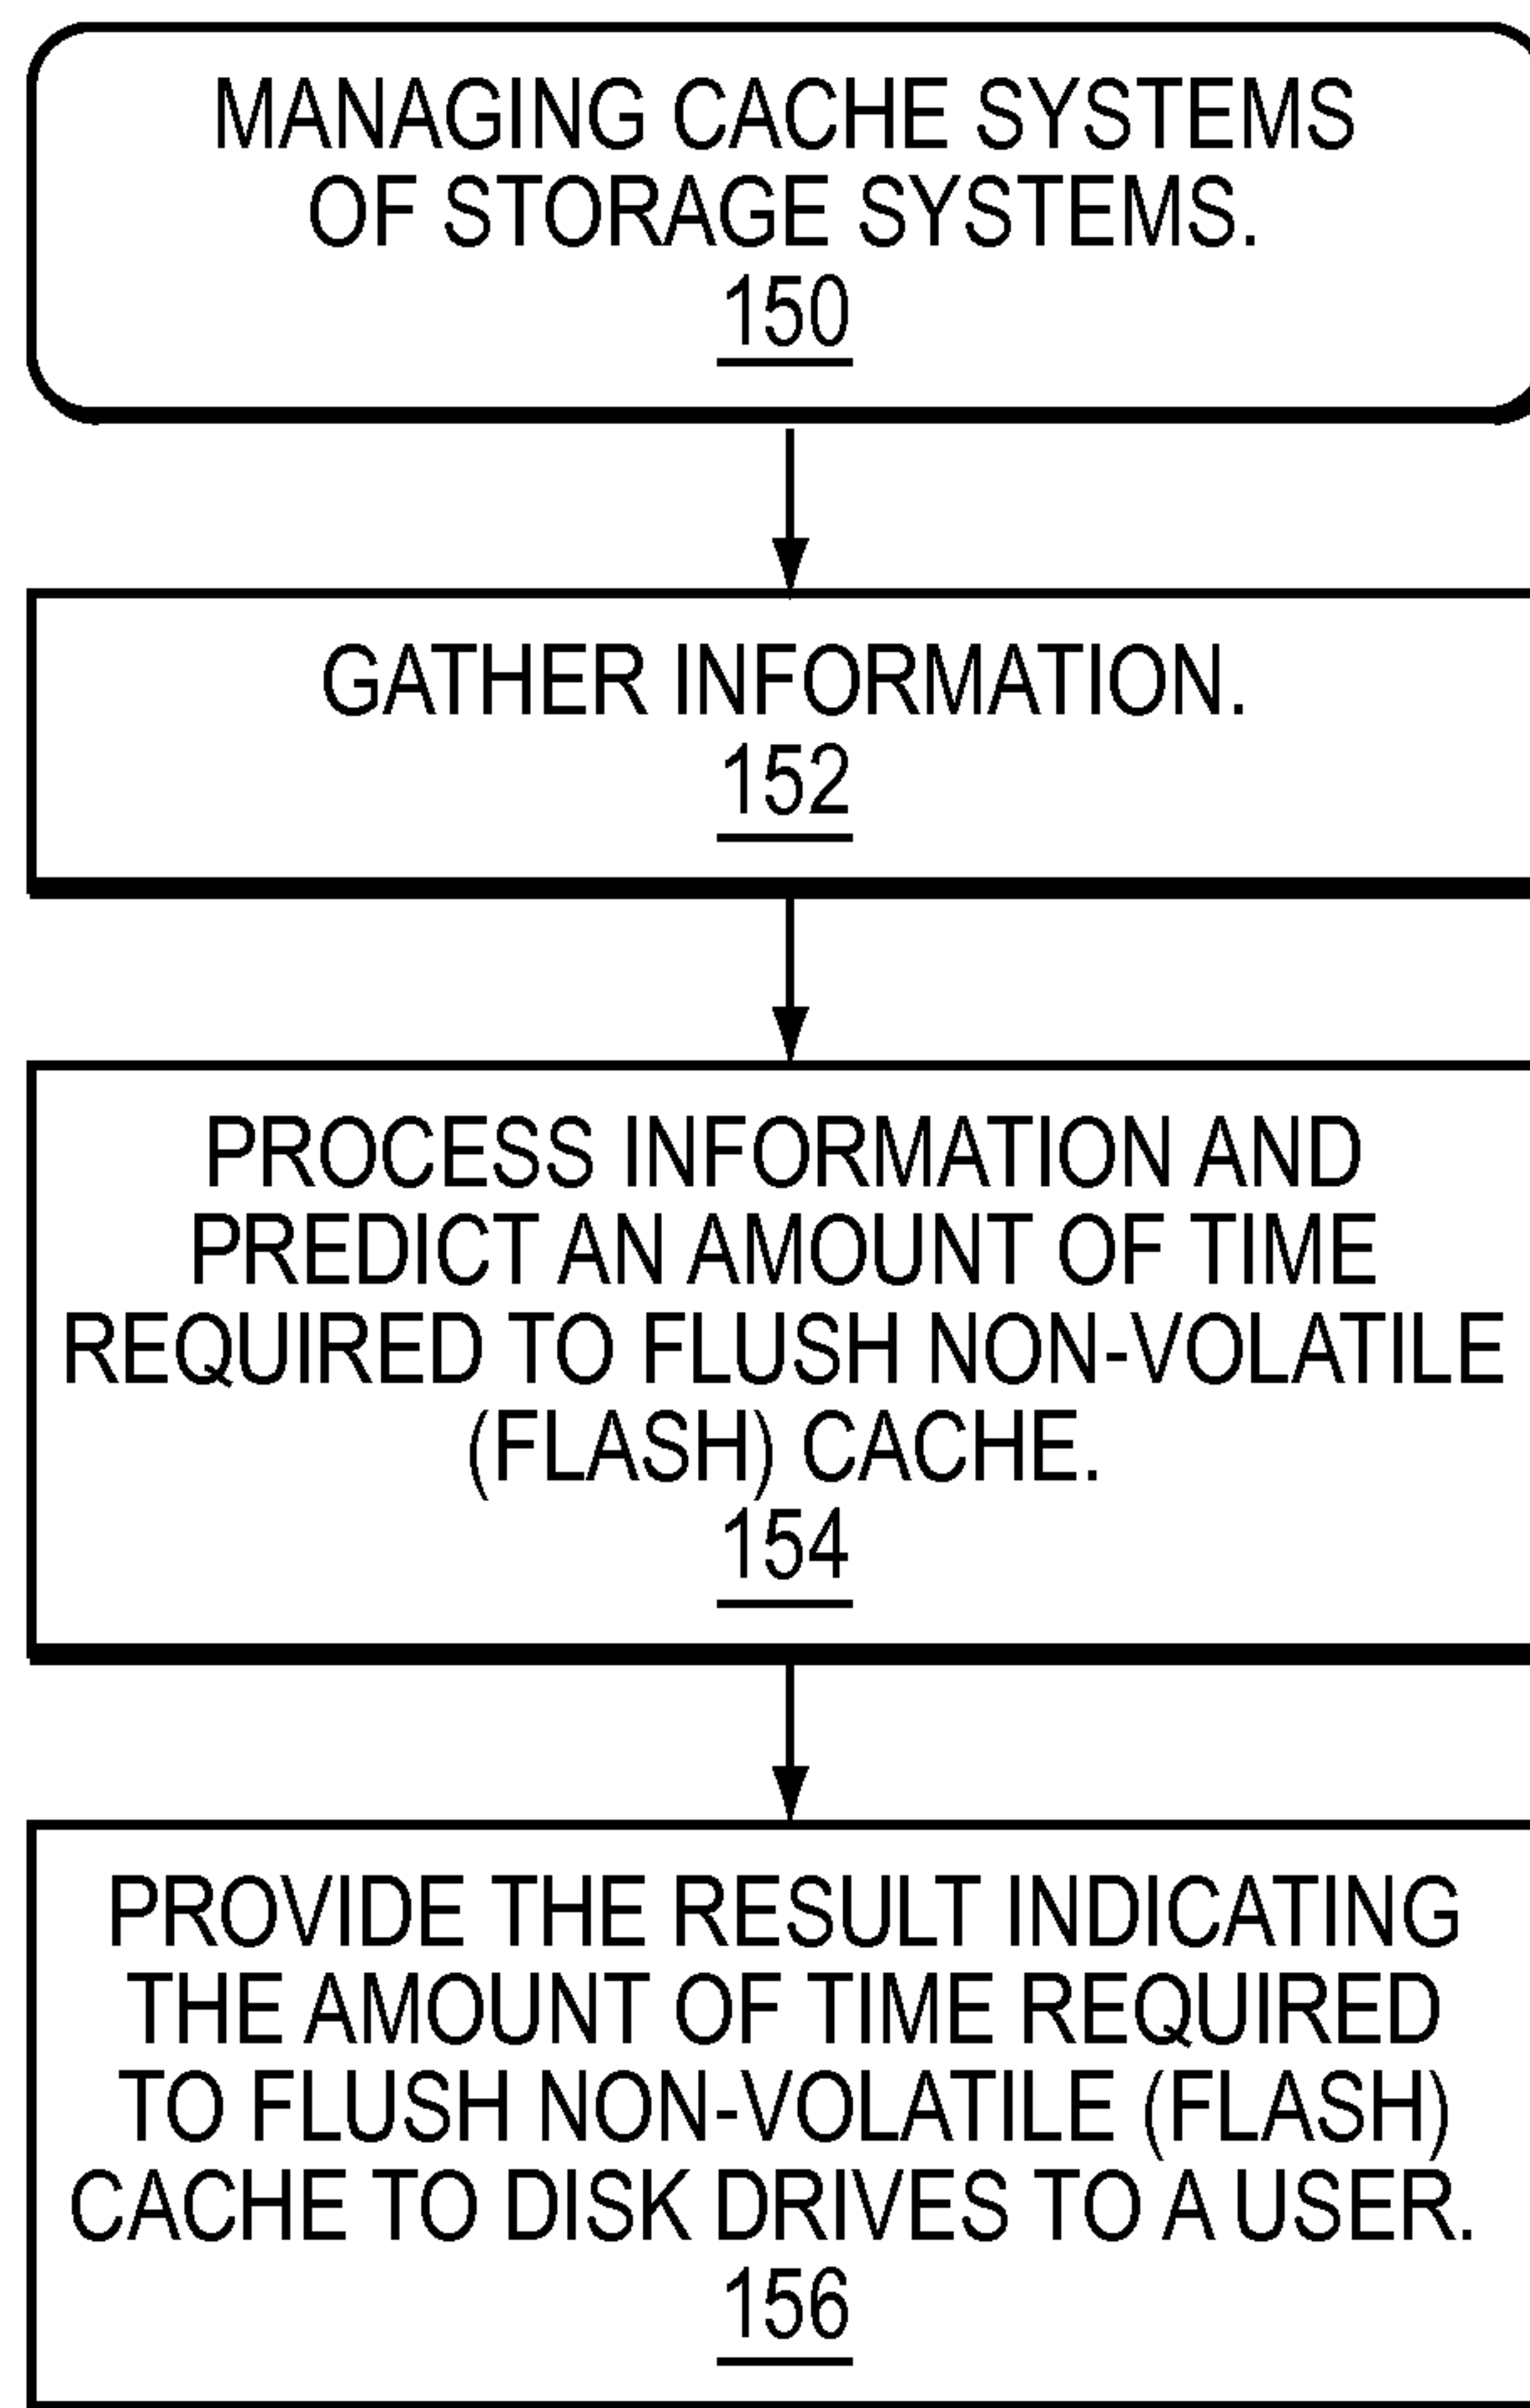 MANAGING CACHE SYSTEMS
OF STORAGE SYSTEMS.
150
GATHER INFORMATION.
152
PROCESS INFORMATION AND
PREDICT AN AMOUNT OF TIME
REQUIRED TO FLUSH NON-VOLATILE
(FLASH) CACHE.
154
PROVIDE THE RESULT INDICATING
THE AMOUNT OF TIME REQUIRED
TO FLUSH NON-VOLATILE (FLASH)
CACHE TO DISK DRIVES TO A USER.
156